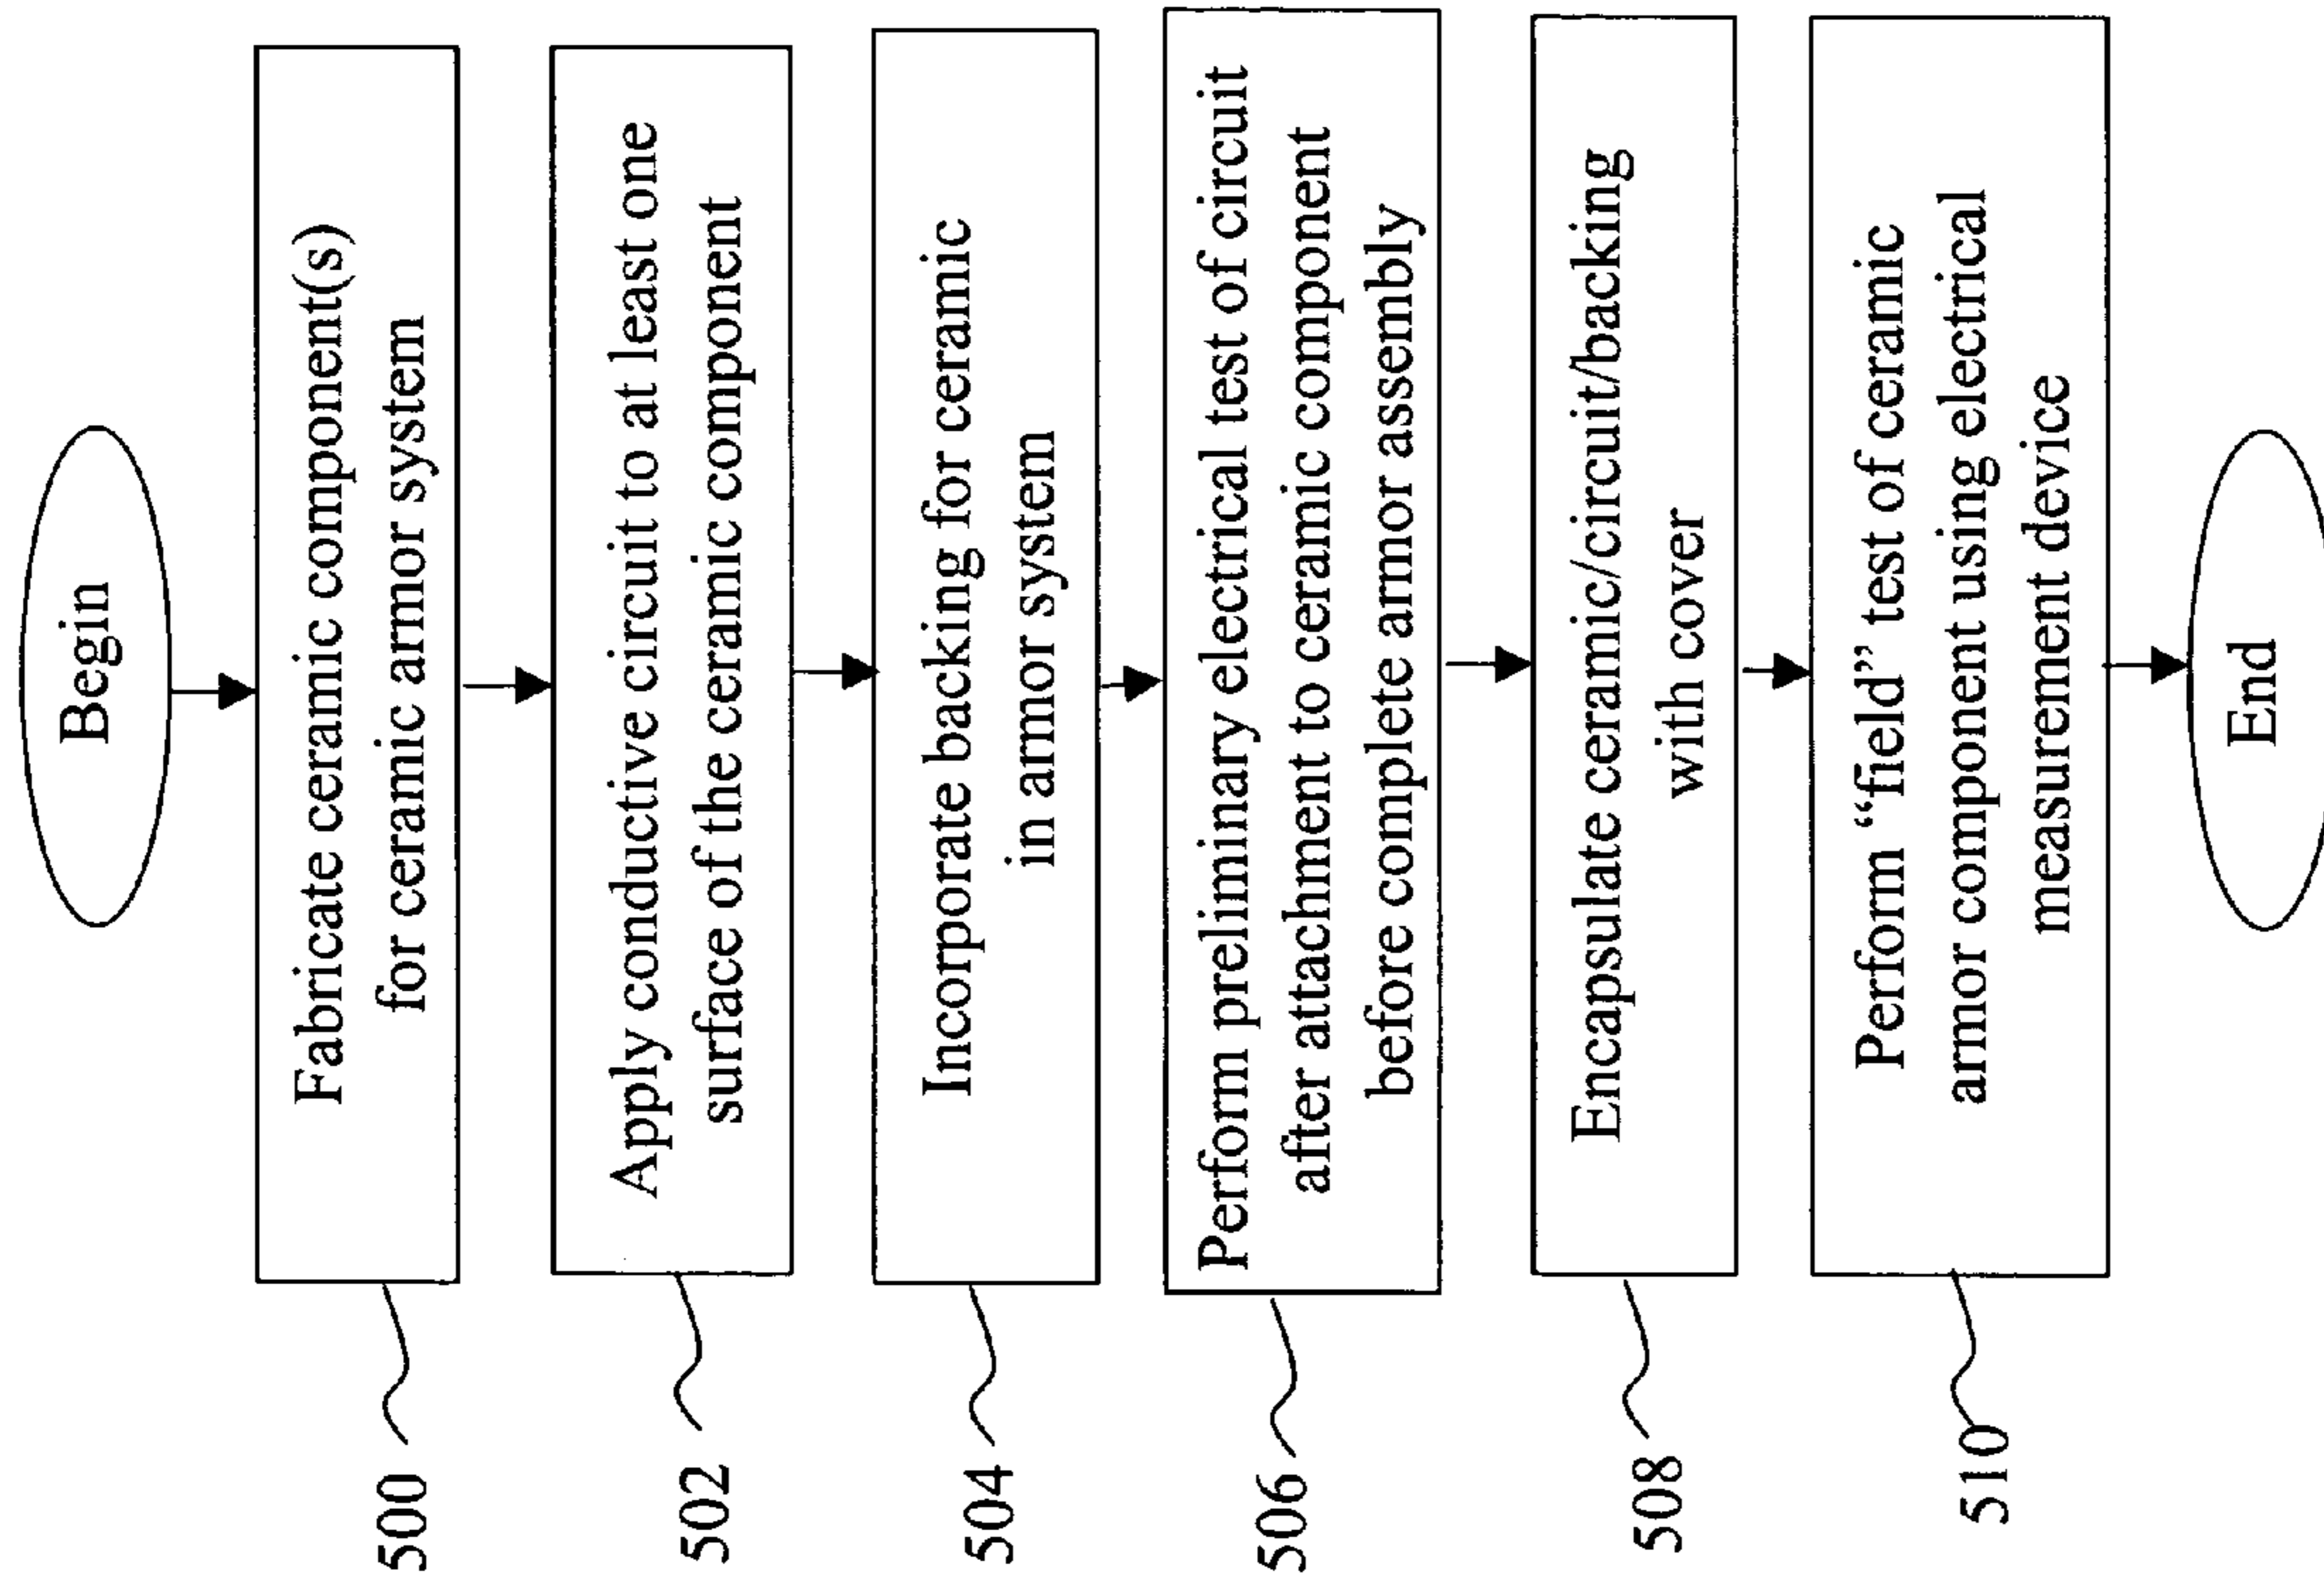 Begin
Fabricate ceramic component(s)
for ceramic armor system
500
Apply conductive circuit to at least one
surface of the ceramic component
502
Incorporate backing for ceramic
in armor system
504
Perform preliminary electrical test of circuit
after attachment to ceramic component
before complete armor assembly
506
Encapsulate ceramic/circuit/backing
with cover
508
Perform “field” test of ceramic
armor component using electrical
measurement device
510
End